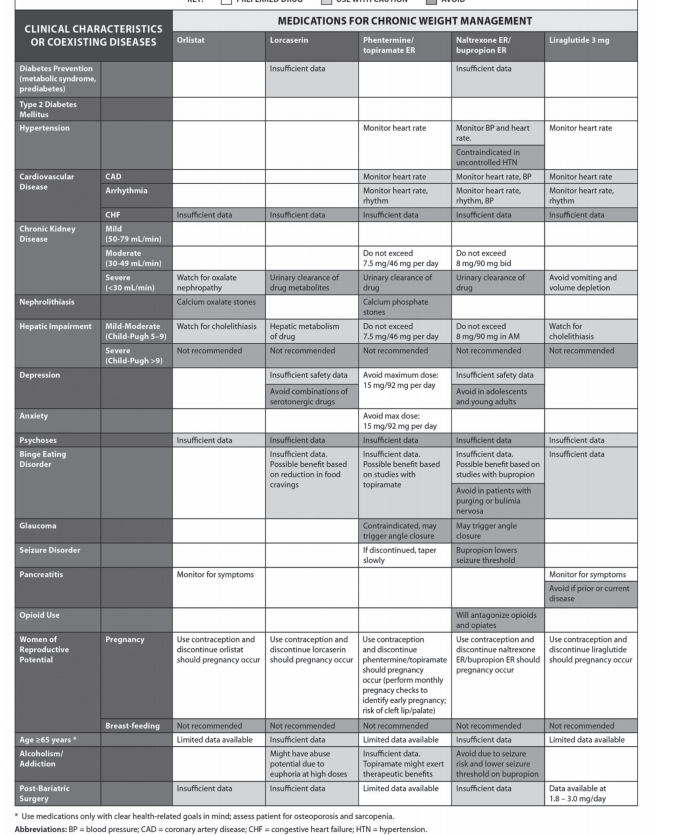 KEY: PREFERRED DRUG USE WITH CAUTION AVOID
CLINICAL CHARACTERISTICS
OR COEXISTING DISEASES
MEDICATIONS FOR CHRONIC WEIGHT MANAGEMENT
Orlistat
Lorcaserin
Phentermine/
topiramate ER
Naltrexone ER/
bupropion ER
Liraglutide 3 mg
Diabetes Prevention
(metabolic syndrome,
prediabetes)
Insufficient data
Insufficient data
Type 2 Diabetes
Mellitus
Hypertension
Monitor heart rate
Monitor BP and heart
rate.
Contraindicated in
uncontrolled HTN
Monitor heart rate
Cardiovascular
Disease
CAD
Monitor heart rate
Monitor heart rate, BP
Monitor heart rate
Arrhythmia
Monitor heart rate,
rhythm
Monitor heart rate,
rhythm, BP
Monitor heart rate,
rhythm
CHF
Insufficient data
Insufficient data
Insufficient data
Insufficient data
Insufficient data
Chronic Kidney
Disease
Mild
(50-79 mL/min)
Moderate
(30-49 mL/min)
Do not exceed
7.5 mg/46 mg per day
Do not exceed
8 mg/90 mg bid
Severe
(<30 mL/min)
Watch for oxalate
nephropathy
Urinary clearance of
drug metabolites
Urinary clearance of
drug
Urinary clearance of
drug
Avoid vomiting and
volume depletion
Nephrolithiasis
Calcium oxalate stones
Calcium phosphate
stones
Hepatic Impairment
Mild-Moderate
(Child-Pugh 5–9)
Watch for cholelithiasis
Hepatic metabolism
of drug
Do not exceed
7.5 mg/46 mg per day
Do not exceed
8 mg/90 mg in AM
Watch for
cholelithiasis
Severe
(Child-Pugh >9)
Not recommended
Not recommended
Not recommended
Not recommended
Not recommended
Depression
Insufficient safety data
Avoid combinations of
serotonergic drugs
Avoid maximum dose:
15 mg/92 mg per day
Insufficient safety data
Avoid in adolescents
and young adults
Anxiety
Avoid max dose:
15 mg/92 mg per day
Psychoses
Insufficient data
Insufficient data
Insufficient data
Insufficient data
Insufficient data
Binge Eating
Disorder
Insufficient data.
Possible benefit based
on reduction in food
cravings
Insufficient data.
Possible benefit based
on studies with
topiramate
Insufficient data.
Possible benefit based on
studies with bupropion
Avoid in patients with
purging or bulimia
nervosa
Insufficient data
Glaucoma
Contraindicated, may
trigger angle closure
May trigger angle
closure
Seizure Disorder
If discontinued, taper
slowly
Bupropion lowers
seizure threshold
Pancreatitis
Monitor for symptoms
Monitor for symptoms
Avoid if prior or current
disease
Opioid Use
Will antagonize opioids
and opiates
Women of
Reproductive
Potential
Pregnancy
Use contraception and
discontinue orlistat
should pregnancy occur
Use contraception and
discontinue lorcaserin
should pregnancy occur
Use contraception
and discontinue
phentermine/topiramate
should pregnancy
occur (perform monthly
pregnacy checks to
identify early pregnancy;
risk of cleft lip/palate)
Use contraception and
discontinue naltrexone
ER/bupropion ER should
pregnancy occur
Use contraception and
discontinue liraglutide
should pregnancy occur
Breast-feeding
Not recommended
Not recommended
Not recommended
Not recommended
Not recommended
Age ≥65 years *
Limited data available
Insufficient data
Limited data available
Insufficient data
Limited data available
Alcoholism/
Addiction
Might have abuse
potential due to
euphoria at high doses
Insufficient data.
Topiramate might exert
therapeutic benefits
Avoid due to seizure
risk and lower seizure
threshold on bupropion
Post-Bariatric
Surgery
Insufficient data
Insufficient data
Limited data available
Insufficient data
Data available at
1.8 – 3.0 mg/day
* Use medications only with clear health-related goals in mind; assess patient for osteoporosis and sarcopenia.
Abbreviations: BP = blood pressure; CAD = coronary artery disease; CHF = congestive heart failure; HTN = hypertension.